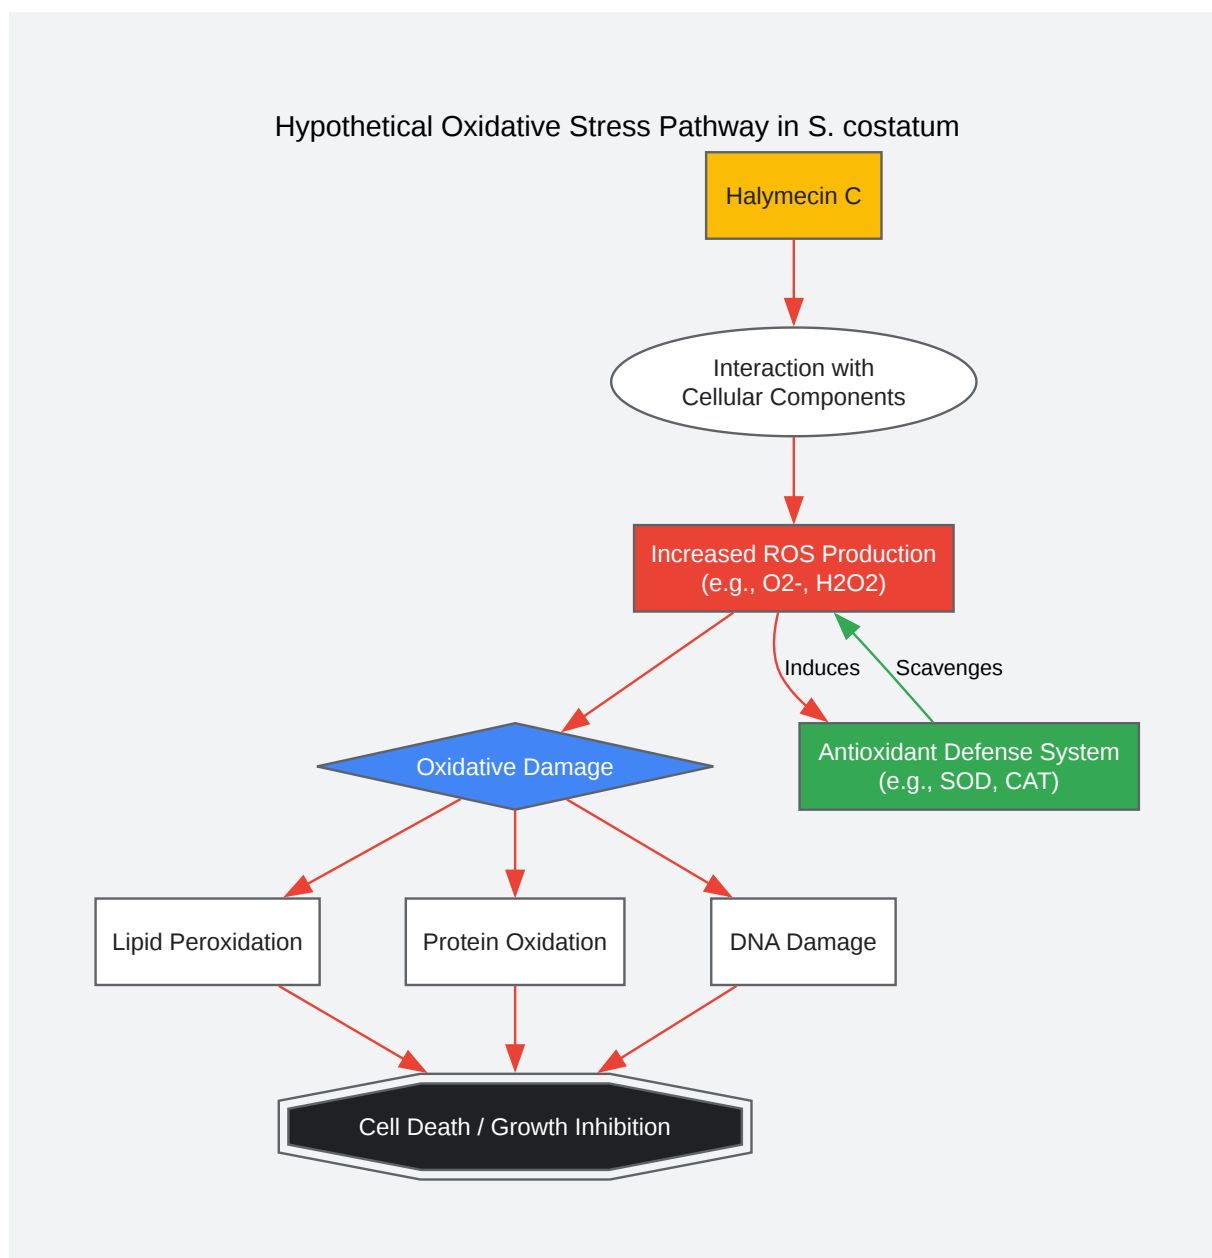 Hypothetical Oxidative Stress Pathway in S. costatum
Halymecin C
Interaction with
Cellular Components
Increased ROS Production
(e.g., O2-, H2O2)
Induces
Scavenges
Oxidative Damage
Antioxidant Defense System
(e.g., SOD, CAT)
Lipid Peroxidation
Protein Oxidation
DNA Damage
Cell Death / Growth Inhibition